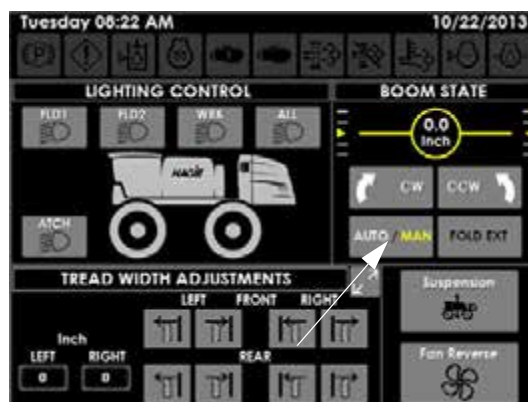 Tuesday 08:22 AM 10/22/2013
LIGHTING CONTROL
BOOM STATE
FLD1 FLD2 WRK ALL
0.0
Inch
HAGIE
CW CCW
ATCH
AUTO / MAN FOLD EXT
TREAD WIDTH ADJUSTMENTS
LEFT FRONT RIGHT
Suspension
Inch
LEFT RIGHT
REAR
Fan Reverse
0 0